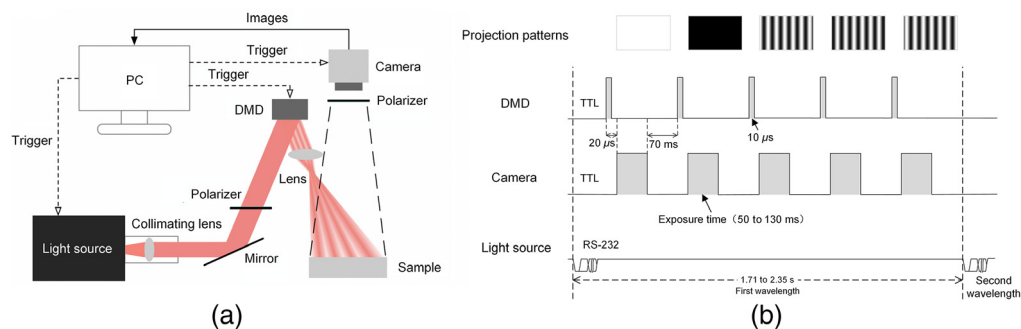 Images
Trigger
Camera
PC
Trigger
Polarizer
DMD
Trigger
Lens
Polarizer
Collimating lens
Light source
Mirror
Sample
(a)
Projection patterns
DMD
TTL
20 µs
70 ms
10 µs
Camera
TTL
Exposure time (50 to 130 ms)
Light source
RS-232
1.71 to 2.35 s
First wavelength
Second
wavelength
(b)